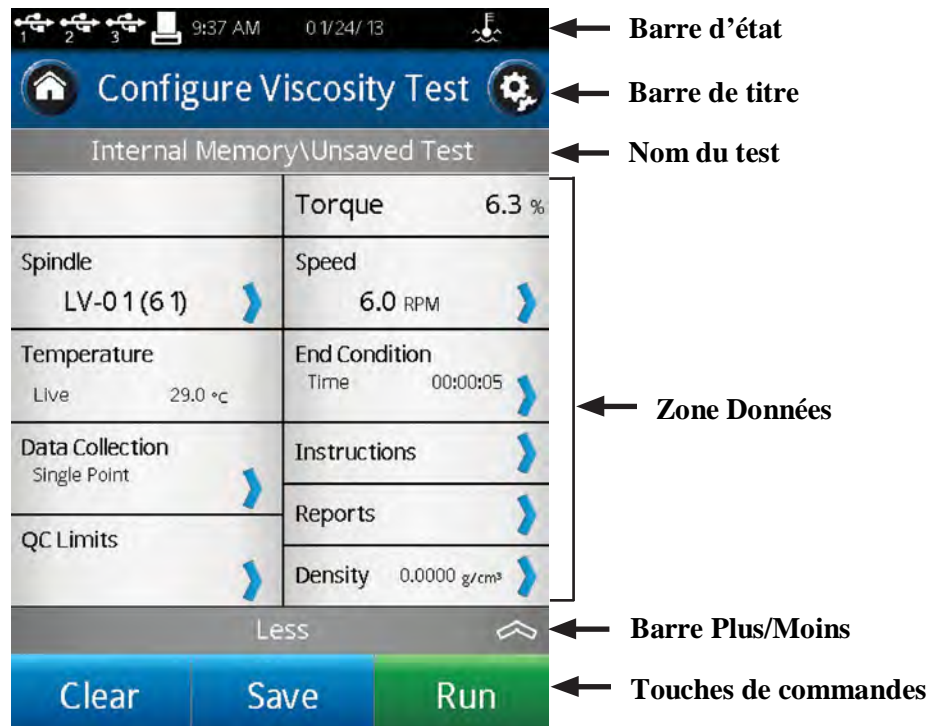 1 2 3 9:37 AM 01/24/13 E
Barre d’état
Configure Viscosity Test
Barre de titre
Internal Memory\Unsaved Test
Nom du test
Torque 6.3 %
Spindle
LV-01(61)
Speed
6.0 RPM
Temperature
Live 29.0 °C
End Condition
Time 00:00:05
Zone Données
Data Collection
Single Point
Instructions
Reports
QC Limits
Density 0.0000 g/cm³
Less
Barre Plus/Moins
Clear Save Run
Touches de commandes